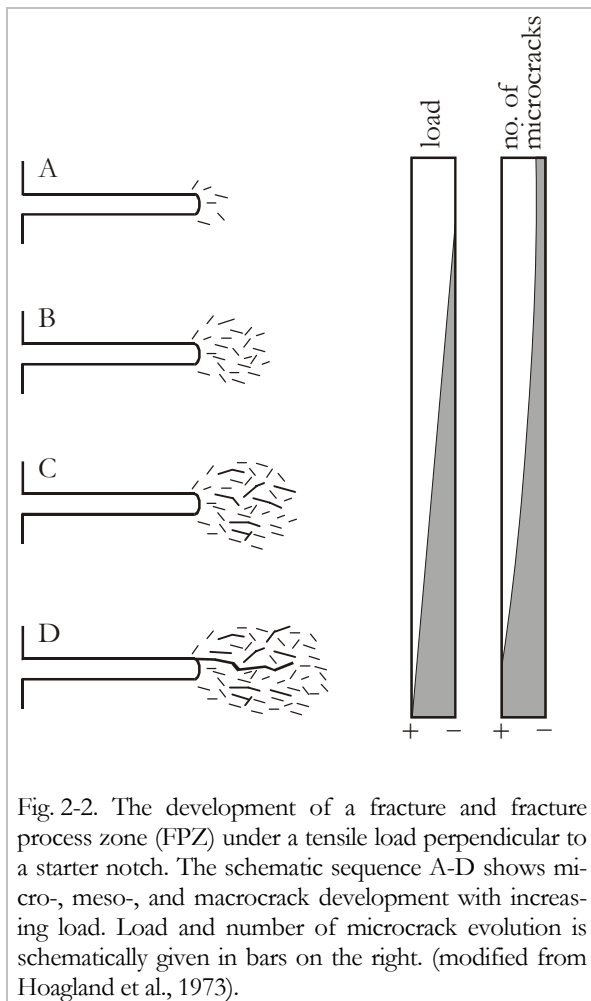 load
no. of
microcracks
A
B
C
D
+ − + −
Fig. 2-2. The development of a fracture and fracture
process zone (FPZ) under a tensile load perpendicular to
a starter notch. The schematic sequence A-D shows mi-
cro-, meso-, and macrocrack development with increas-
ing load. Load and number of microcrack evolution is
schematically given in bars on the right. (modified from
Hoagland et al., 1973).